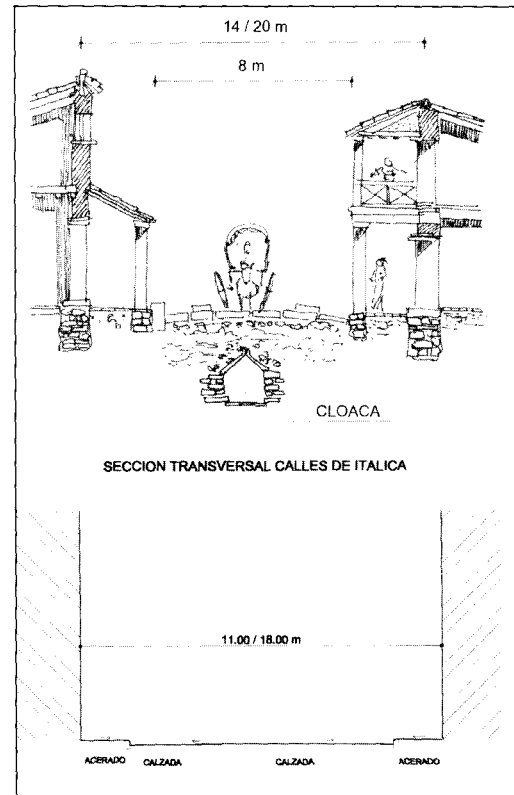 14 / 20 m
8 m
CLOACA
SECCION TRANSVERSAL CALLES DE ITALICA
11.00 / 18.00 m
ACERADO CALZADA CALZADA ACERADO